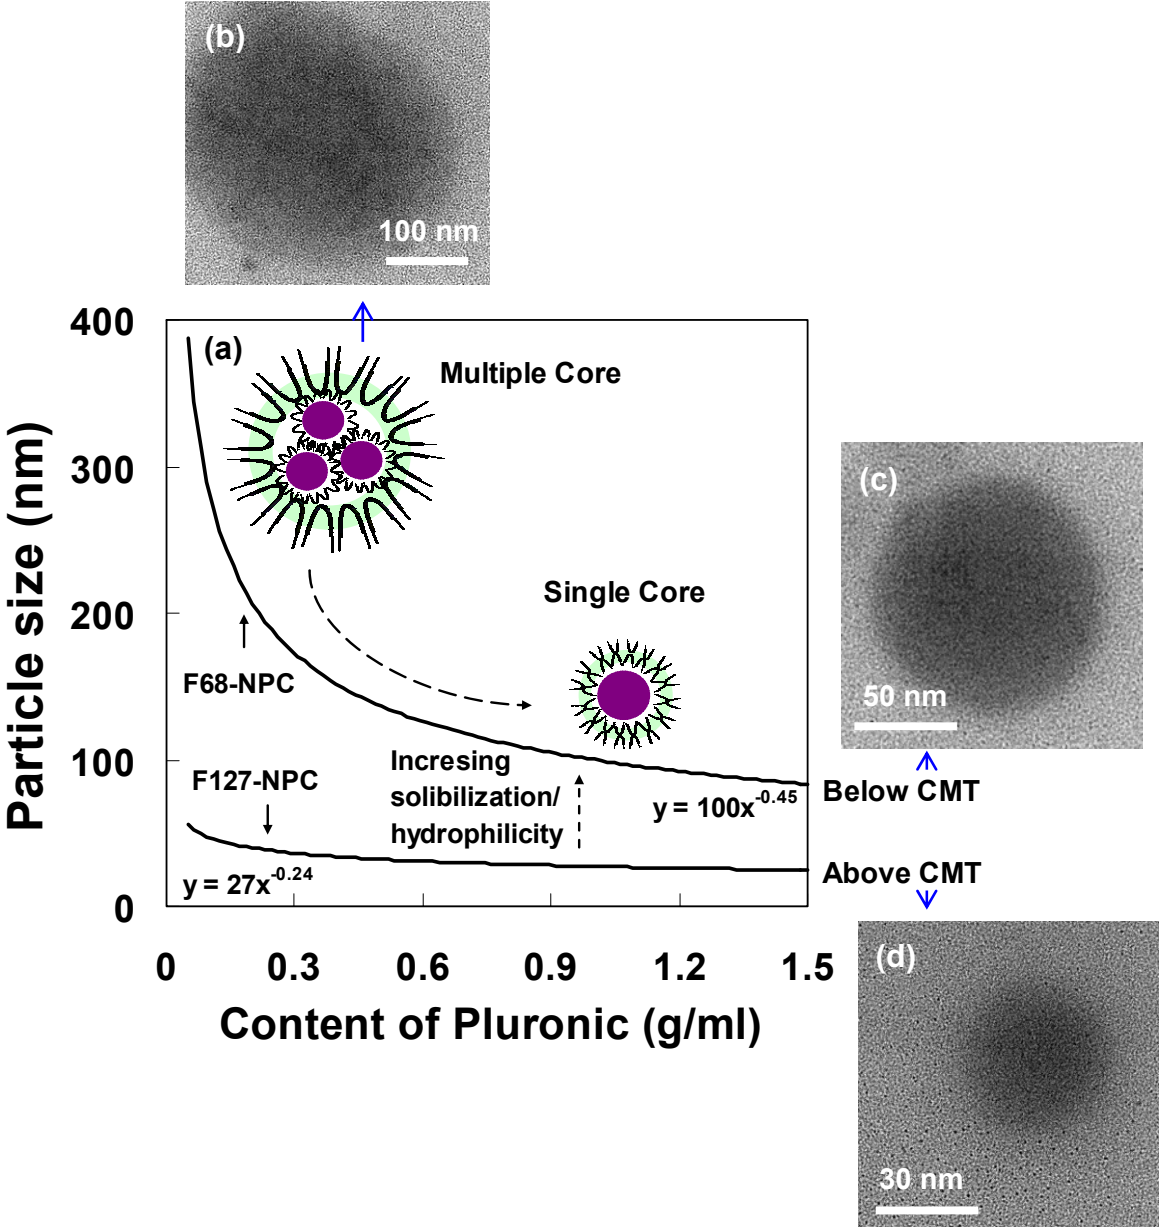 (b)
100 nm
400
(a)
Multiple Core
Particle size (nm)
300
(c)
50 nm
Single Core
200
F68-NPC
100
F127-NPC
Incresing
solibilization/
hydrophilicity
y = 100x^-0.45
Below CMT
y = 27x^-0.24
Above CMT
0
0 0.3 0.6 0.9 1.2 1.5
Content of Pluronic (g/ml)
(d)
30 nm